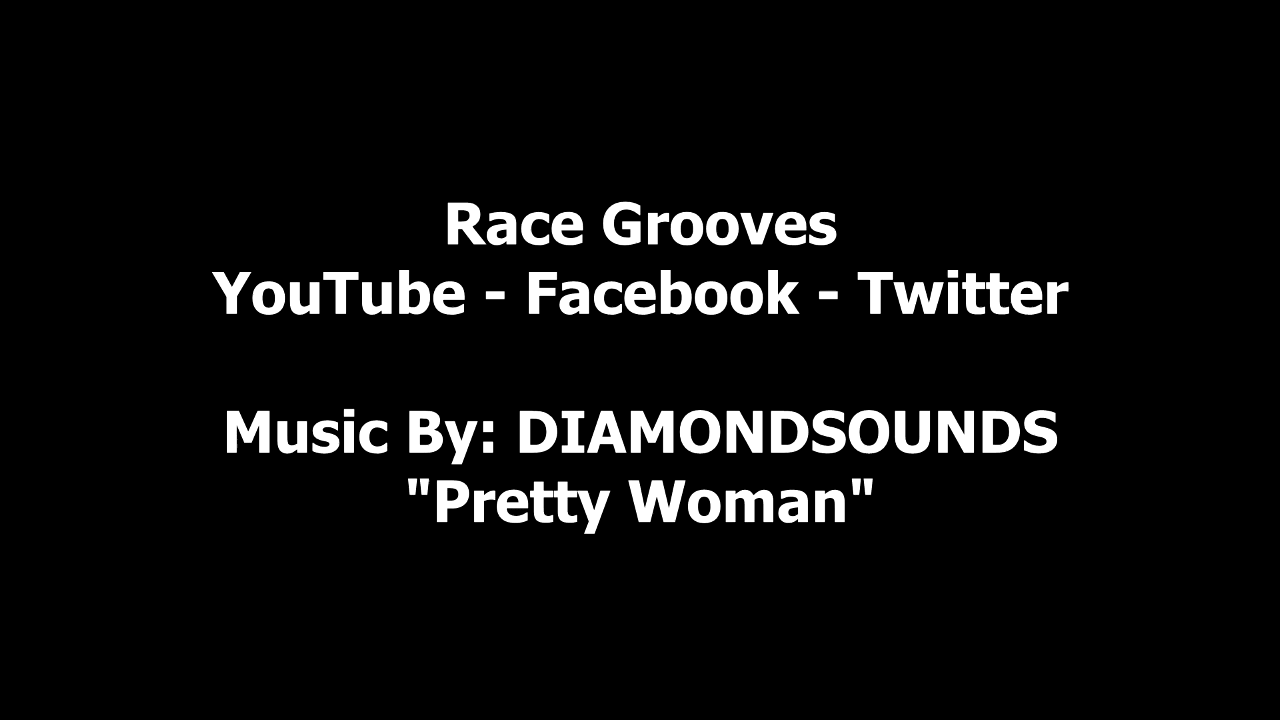 Race Grooves
YouTube - Facebook - Twitter
Music By: DIAMONDSOUNDS
"Pretty Woman"